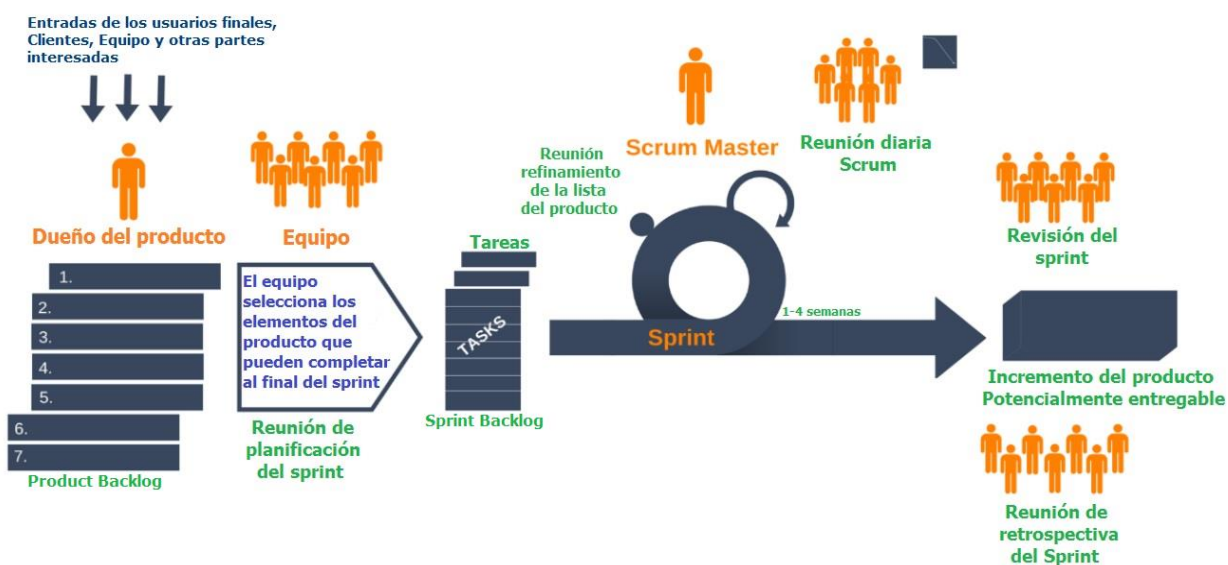 Entradas de los usuarios finales,
Clientes, Equipo y otras partes
interesadas
Dueño del producto
1.
2.
3.
4.
5.
6.
7.
Product Backlog
Equipo
El equipo
selecciona los
elementos del
producto que
pueden completar
al final del sprint
Reunión de
planificación
del sprint
Tareas
TASKS
Sprint Backlog
Reunión
refinamiento
de la lista
del producto
Scrum Master
Sprint
1-4 semanas
Reunión diaria
Scrum
Revisión del
sprint
Incremento del producto
Potencialmente entregable
Reunión de
retrospectiva
del Sprint